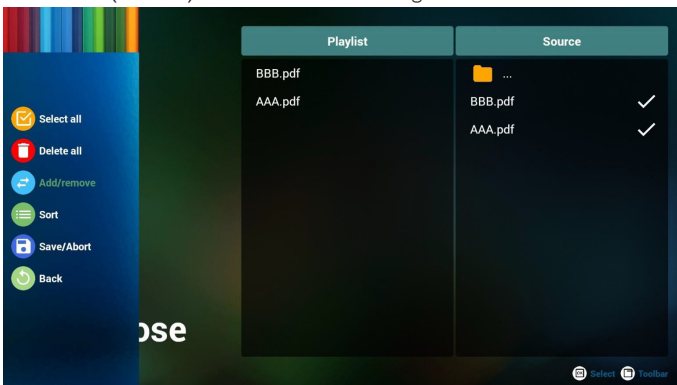 Select all
Delete all
Add/remove
Sort
Save/Abort
Back
Playlist
BBB.pdf
AAA.pdf
Source
...
BBB.pdf
AAA.pdf
ose
Select
Toolbar